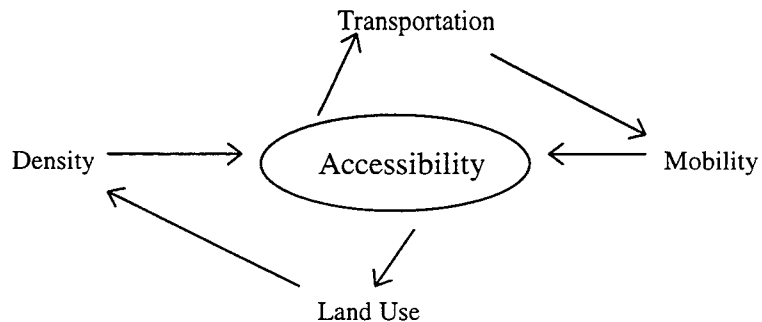 Transportation
Density
Accessibility
Mobility
Land Use